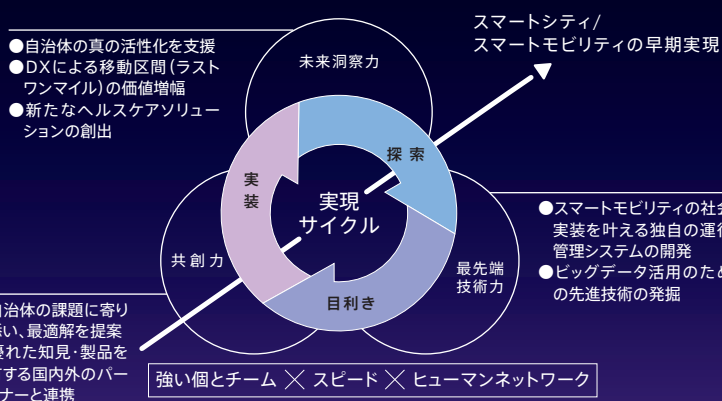 スマートシティ/
スマートモビリティの早期実現
●自治体の真の活性化を支援
●DXによる移動区間(ラスト
ワンマイル)の価値増幅
●新たなヘルスケアソリュー
ションの創出
未来洞察力
探索
実装
実現
サイクル
目利き
共創力
最先端
技術力
●スマートモビリティの社会
実装を叶える独自の運行
管理システムの開発
●ビッグデータ活用のため
の先進技術の発掘
自治体の課題に寄り
添い、最適解を提案
優れた知見・製品を
する国内外のパー
ナーと連携
強い個とチーム × スピード × ヒューマンネットワーク